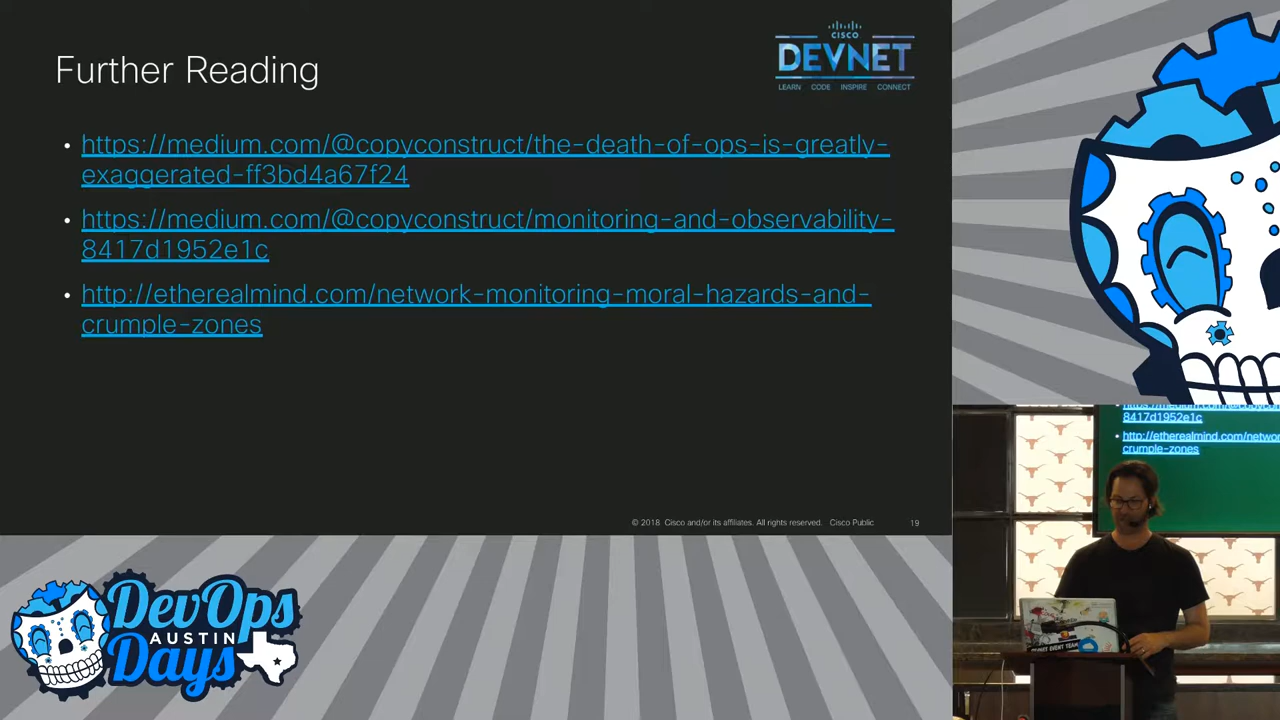 Further Reading
CISCO
DEVNET
LEARN CODE INSPIRE CONNECT
• https://medium.com/@copyconstruct/the-death-of-ops-is-greatly-
exaggerated-ff3bd4a67f24
• https://medium.com/@copyconstruct/monitoring-and-observability-
8417d1952e1c
• http://etherealmind.com/network-monitoring-moral-hazards-and-
crumple-zones
© 2018 Cisco and/or its affiliates. All rights reserved. Cisco Public 19
8417d1952e1c
• http://etherealmind.com/netwo
crumple-zones
EVENT TEAM
DevOps
AUSTIN
Days